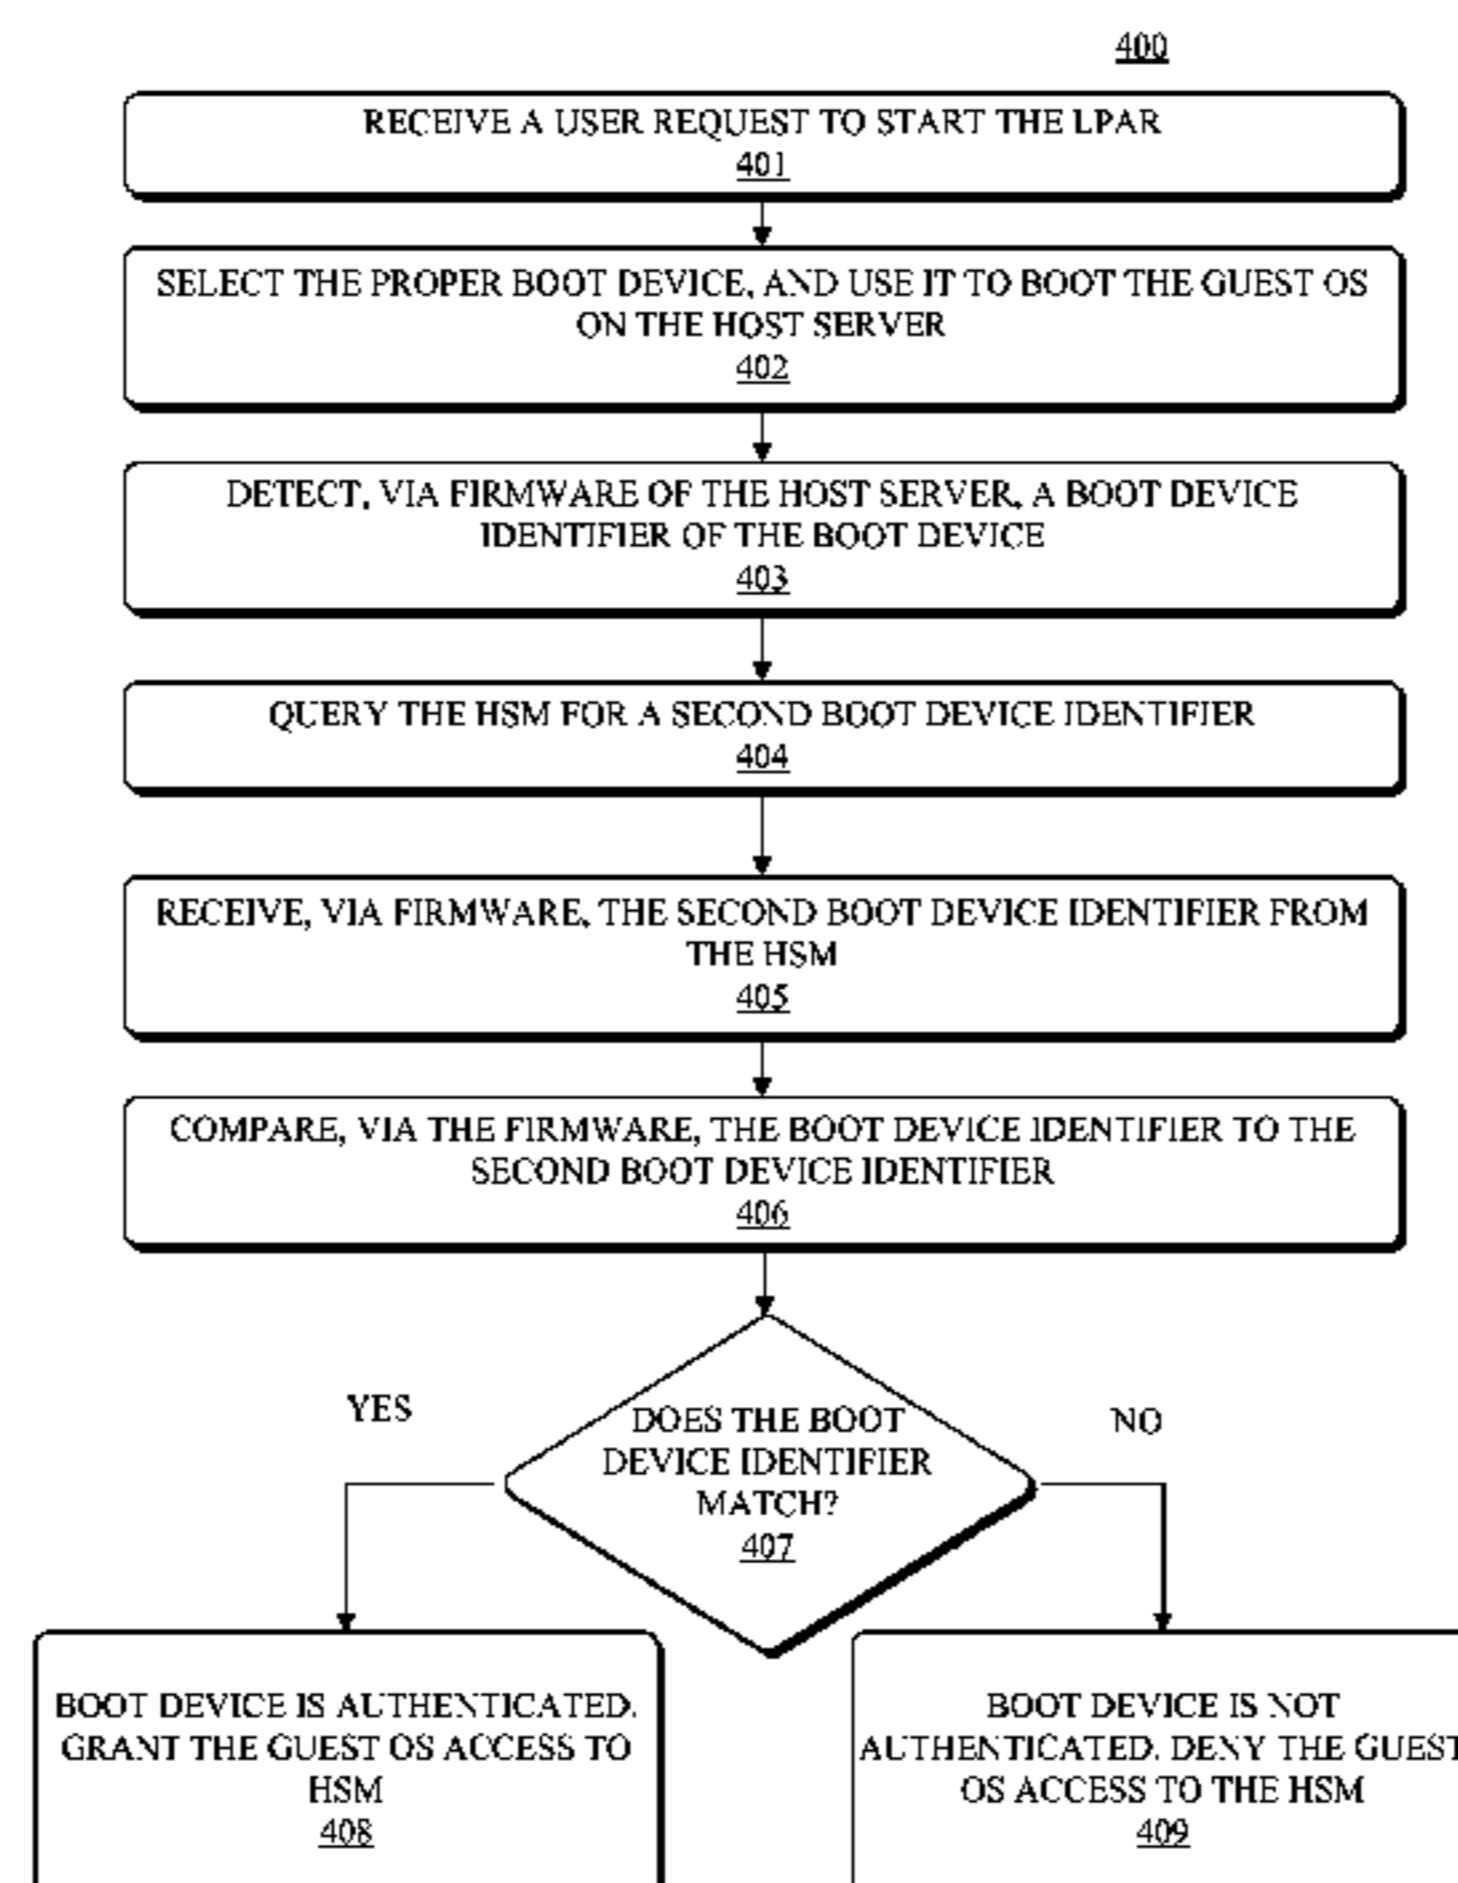 400
RECEIVE A USER REQUEST TO START THE LPAR
401
SELECT THE PROPER BOOT DEVICE, AND USE IT TO BOOT THE GUEST OS
ON THE HOST SERVER
402
DETECT, VIA FIRMWARE OF THE HOST SERVER, A BOOT DEVICE
IDENTIFIER OF THE BOOT DEVICE
403
QUERY THE HSM FOR A SECOND BOOT DEVICE IDENTIFIER
404
RECEIVE, VIA FIRMWARE, THE SECOND BOOT DEVICE IDENTIFIER FROM
THE HSM
405
COMPARE, VIA THE FIRMWARE, THE BOOT DEVICE IDENTIFIER TO THE
SECOND BOOT DEVICE IDENTIFIER
406
YES
NO
DOES THE BOOT
DEVICE IDENTIFIER
MATCH?
407
BOOT DEVICE IS AUTHENTICATED.
GRANT THE GUEST OS ACCESS TO
HSM
408
BOOT DEVICE IS NOT
AUTHENTICATED. DENY THE GUEST
OS ACCESS TO THE HSM
409